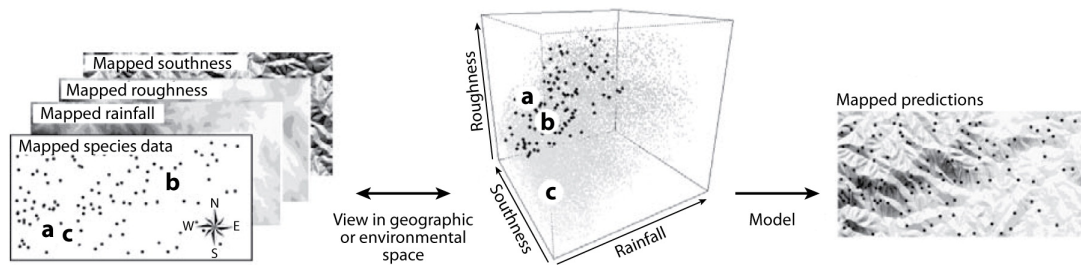 Mapped southness
Mapped roughness
Mapped rainfall
Mapped species data
b
a
c
N
W
E
S
View in geographic
or environmental
space
Roughness
a
b
c
Southness
Rainfall
Model
Mapped predictions